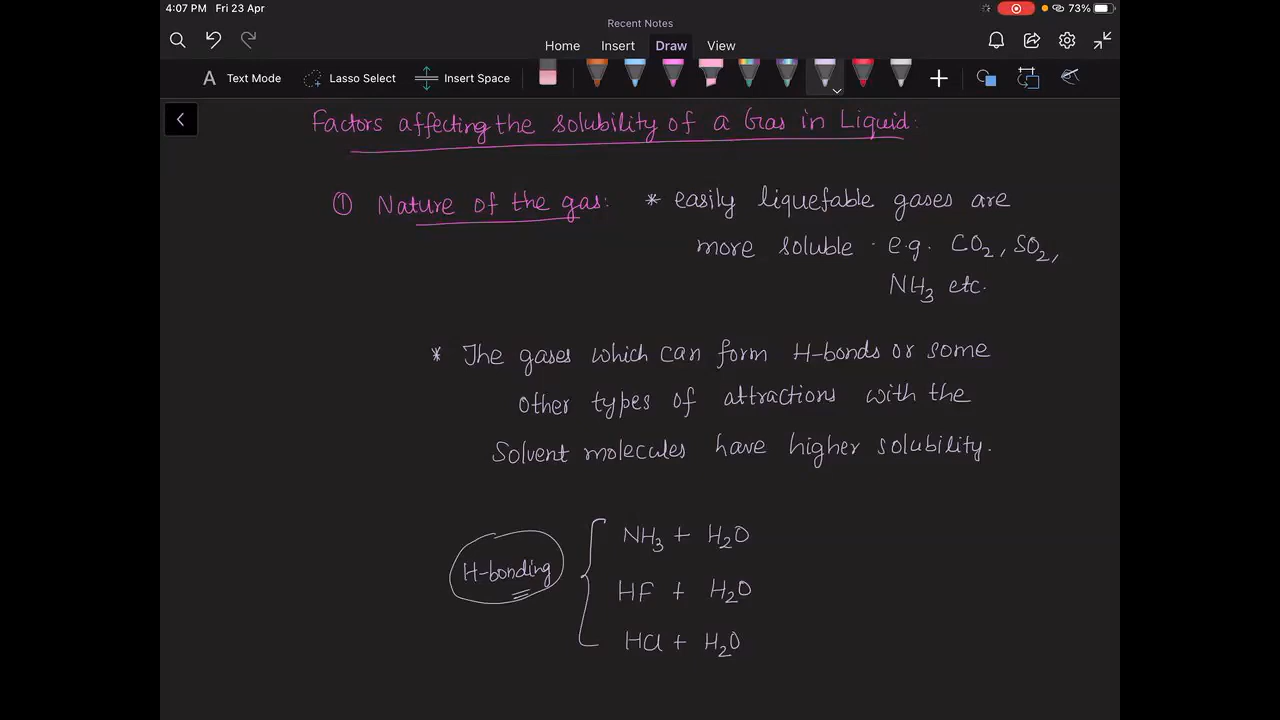 4:07 PM Fri 23 Apr
73%
Recent Notes
Home Insert Draw View
Text Mode Lasso Select Insert Space
Factors affecting the solubility of a Gas in Liquid:
① Nature of the gas: * easily liquefable gases are
more soluble . e.g. CO₂, SO₂,
NH₃ etc.
* The gases which can form H-bonds or some
other types of attractions with the
Solvent molecules have higher solubility.
NH₃ + H₂O
H-bonding { HF + H₂O
HCl + H₂O